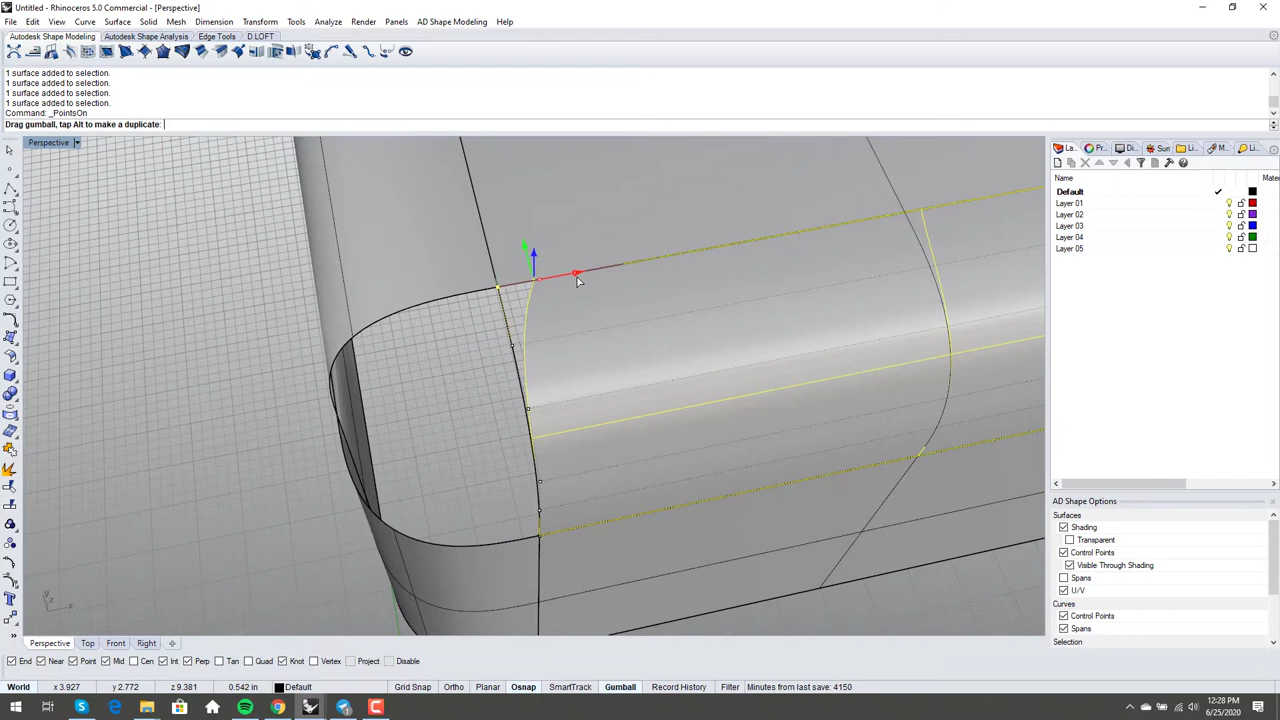 Untitled - Rhinoceros 5.0 Commercial - [Perspective]
File Edit View Curve Surface Solid Mesh Dimension Transform Tools Analyze Render Panels AD Shape Modeling Help
Autodesk Shape Modeling Autodesk Shape Analysis Edge Tools D.LOFT
1 surface added to selection.
1 surface added to selection.
1 surface added to selection.
1 surface added to selection.
Command: _PointsOn
Drag gumball, tap Alt to make a duplicate:
Perspective
La... Pr... Di... Sun Li... M... Li...
Name Mater
Default
Layer 01
Layer 02
Layer 03
Layer 04
Layer 05
AD Shape Options
Surfaces
Shading
Transparent
Control Points
Visible Through Shading
Spans
U/V
Curves
Control Points
Spans
Selection
y
z
x
Perspective Top Front Right
End Near Point Mid Cen Int Perp Tan Quad Knot Vertex Project Disable
World x 3.927 y 2.772 z 9.381 0.542 in Default Grid Snap Ortho Planar Osnap SmartTrack Gumball Record History Filter Minutes from last save: 4150
12:28 PM
6/25/2020